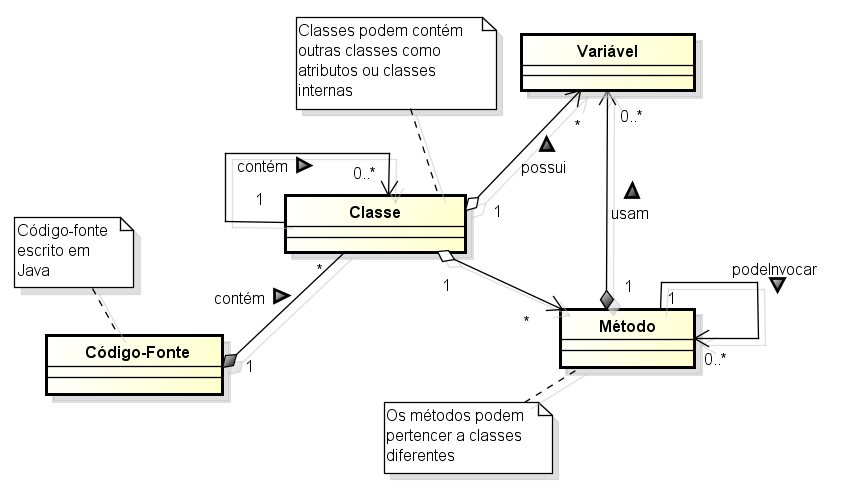 Classes podem contém
outras classes como
atributos ou classes
internas
Variável
0..*
*
possui
contém
0..*
1
Classe
1
usam
Código-fonte
escrito em
Java
*
contém
1
1
podeInvocar
1
*
Método
Código-Fonte
1
0..*
Os métodos podem
pertencer a classes
diferentes